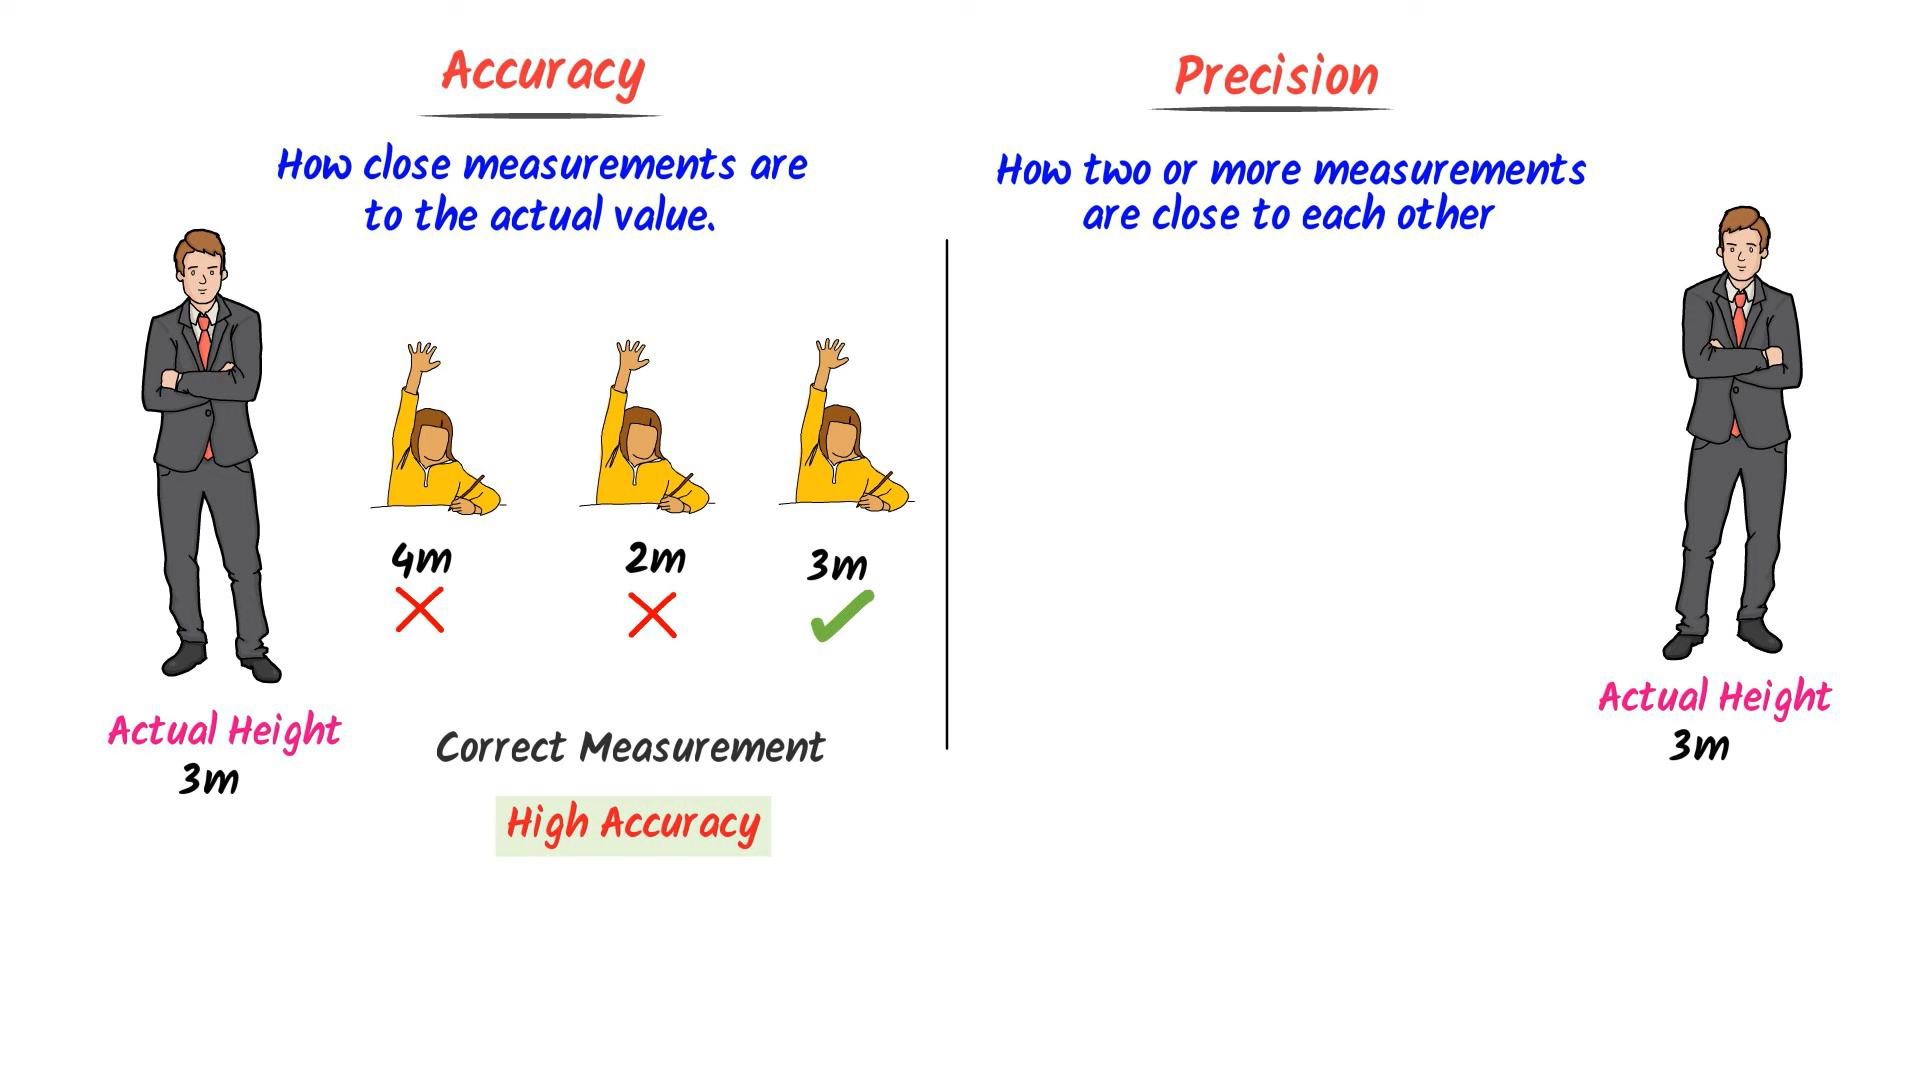 Accuracy
How close measurements are
to the actual value.
4m
2m
3m
Actual Height
3m
Correct Measurement
High Accuracy
Precision
How two or more measurements
are close to each other
Actual Height
3m